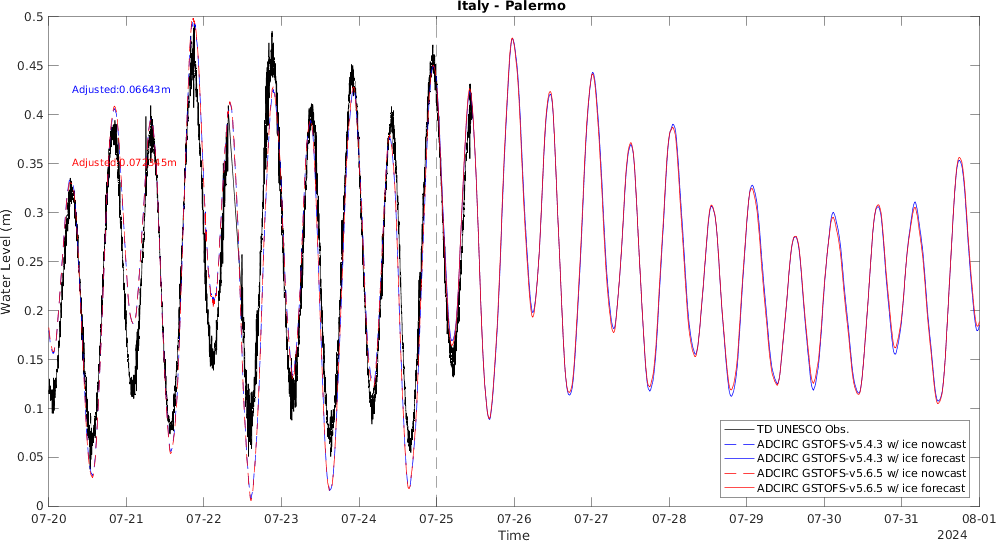 Italy - Palermo
0.5
0.45
0.4
0.35
0.3
0.25
0.2
0.15
0.1
0.05
0
Water Level (m)
Adjusted:0.06643m
Adjusted:0.072345m
TD UNESCO Obs.
ADCIRC GSTOFS-v5.4.3 w/ ice nowcast
ADCIRC GSTOFS-v5.4.3 w/ ice forecast
ADCIRC GSTOFS-v5.6.5 w/ ice nowcast
ADCIRC GSTOFS-v5.6.5 w/ ice forecast
07-20 07-21 07-22 07-23 07-24 07-25 07-26 07-27 07-28 07-29 07-30 07-31 08-01
Time
2024